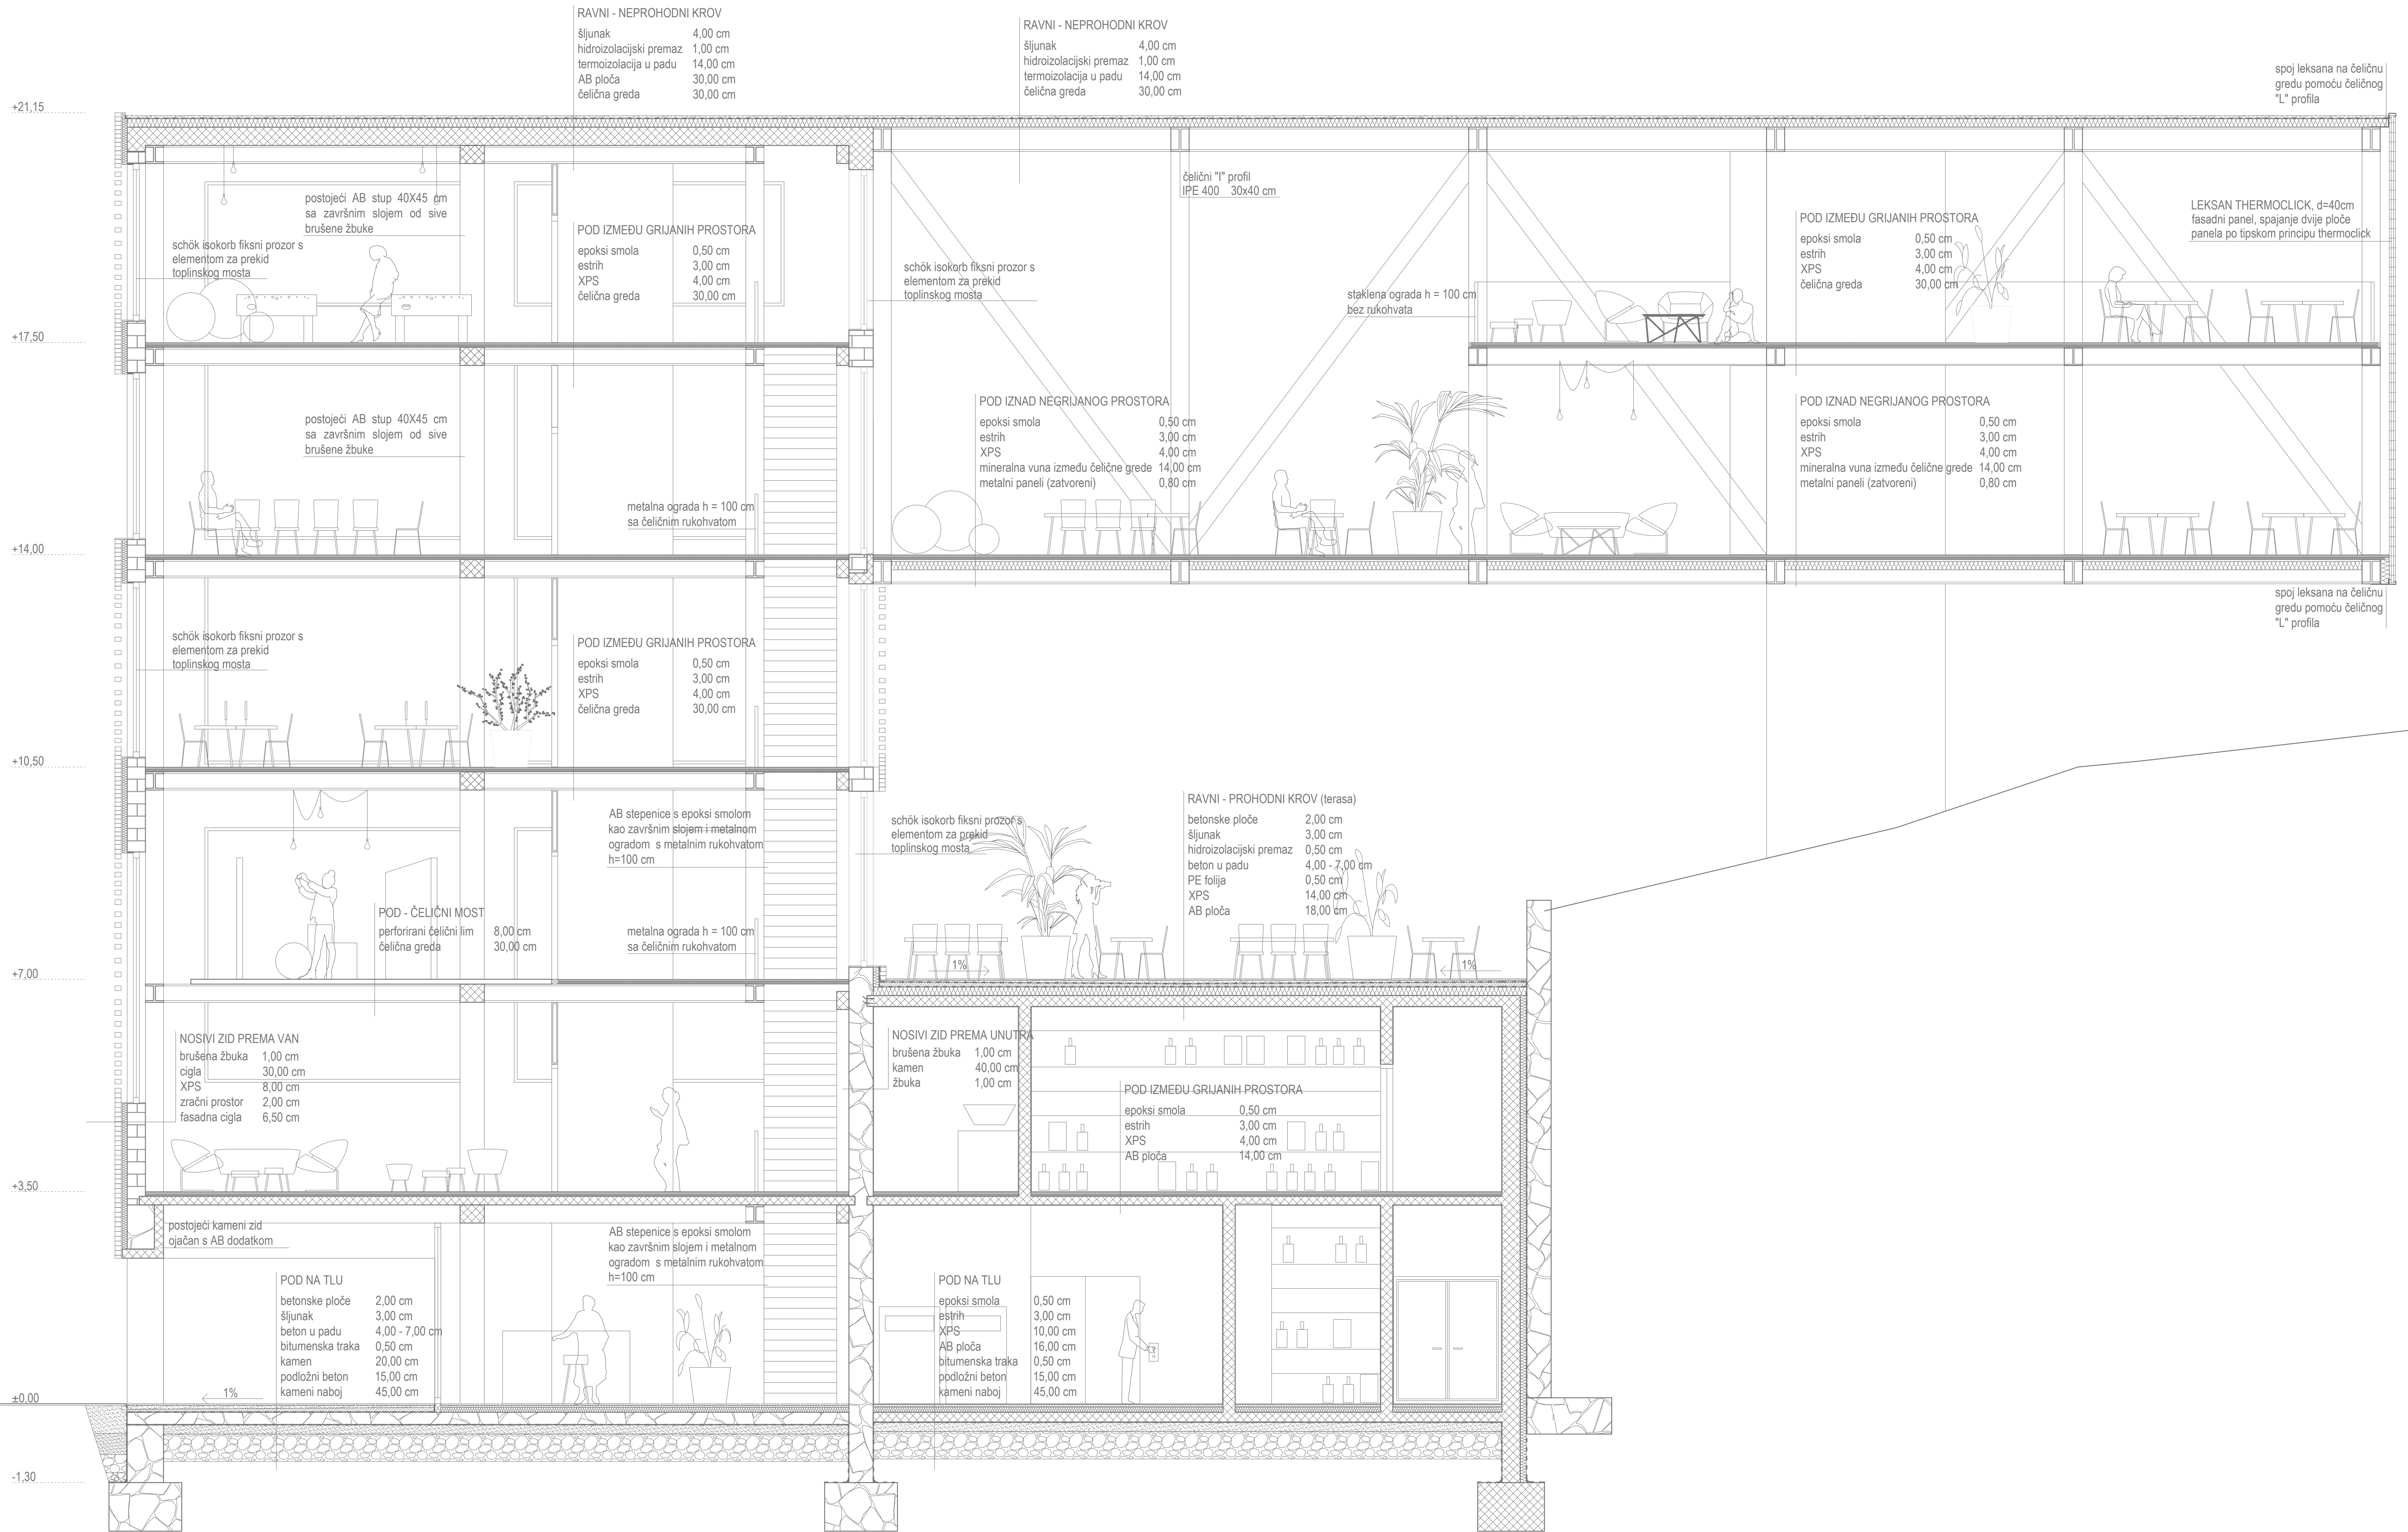 RAVNI - NEPROHODNI KROV
šljunak 4,00 cm
hidroizolacijski premaz 1,00 cm
termoizolacija u padu 14,00 cm
AB ploča 30,00 cm
čelična greda 30,00 cm
RAVNI - NEPROHODNI KROV
šljunak 4,00 cm
hidroizolacijski premaz 1,00 cm
termoizolacija u padu 14,00 cm
čelična greda 30,00 cm
spoj leksana na čeličnu
gredu pomoću čeličnog
"L" profila
+21,15
čelični "I" profil
IPE 400 30x40 cm
postojeći AB stup 40X45 cm
sa završnim slojem od sive
brušene žbuke
schök isokorb fiksni prozor s
elementom za prekid
toplinskog mosta
POD IZMEĐU GRIJANIH PROSTORA
epoksi smola 0,50 cm
estrih 3,00 cm
XPS 4,00 cm
čelična greda 30,00 cm
schök isokorb fiksni prozor s
elementom za prekid
toplinskog mosta
staklena ograda h = 100 cm
bez rukohvata
POD IZMEĐU GRIJANIH PROSTORA
epoksi smola 0,50 cm
estrih 3,00 cm
XPS 4,00 cm
čelična greda 30,00 cm
LEKSAN THERMOCLICK, d=40cm
fasadni panel, spajanje dvije ploče
panela po tipskom principu thermoclick
+17,50
postojeći AB stup 40X45 cm
sa završnim slojem od sive
brušene žbuke
metalna ograda h = 100 cm
sa čeličnim rukohvatom
POD IZNAD NEGRIJANOG PROSTORA
epoksi smola 0,50 cm
estrih 3,00 cm
XPS 4,00 cm
mineralna vuna između čelične grede 14,00 cm
metalni paneli (zatvoreni) 0,80 cm
POD IZNAD NEGRIJANOG PROSTORA
epoksi smola 0,50 cm
estrih 3,00 cm
XPS 4,00 cm
mineralna vuna između čelične grede 14,00 cm
metalni paneli (zatvoreni) 0,80 cm
+14,00
spoj leksana na čeličnu
gredu pomoću čeličnog
"L" profila
schök isokorb fiksni prozor s
elementom za prekid
toplinskog mosta
POD IZMEĐU GRIJANIH PROSTORA
epoksi smola 0,50 cm
estrih 3,00 cm
XPS 4,00 cm
čelična greda 30,00 cm
+10,50
AB stepenice s epoksi smolom
kao završnim slojem i metalnom
ogradom s metalnim rukohvatom
h=100 cm
schök isokorb fiksni prozor s
elementom za prekid
toplinskog mosta
RAVNI - PROHODNI KROV (terasa)
betonske ploče 2,00 cm
šljunak 3,00 cm
hidroizolacijski premaz 0,50 cm
beton u padu 4,00 - 7,00 cm
PE folija 0,50 cm
XPS 14,00 cm
AB ploča 18,00 cm
POD - ČELIČNI MOST
perforirani čelični lim 8,00 cm
čelična greda 30,00 cm
metalna ograda h = 100 cm
sa čeličnim rukohvatom
1%
1%
+7,00
NOSIVI ZID PREMA VAN
brušena žbuka 1,00 cm
cigla 30,00 cm
XPS 8,00 cm
zračni prostor 2,00 cm
fasadna cigla 6,50 cm
NOSIVI ZID PREMA UNUTRA
brušena žbuka 1,00 cm
kamen 40,00 cm
žbuka 1,00 cm
POD IZMEĐU GRIJANIH PROSTORA
epoksi smola 0,50 cm
estrih 3,00 cm
XPS 4,00 cm
AB ploča 14,00 cm
+3,50
postojeći kameni zid
ojačan s AB dodatkom
AB stepenice s epoksi smolom
kao završnim slojem i metalnom
ogradom s metalnim rukohvatom
h=100 cm
POD NA TLU
betonske ploče 2,00 cm
šljunak 3,00 cm
beton u padu 4,00 - 7,00 cm
bitumenska traka 0,50 cm
kamen 20,00 cm
podložni beton 15,00 cm
kameni naboj 45,00 cm
POD NA TLU
epoksi smola 0,50 cm
estrih 3,00 cm
XPS 10,00 cm
AB ploča 16,00 cm
bitumenska traka 0,50 cm
podložni beton 15,00 cm
kameni naboj 45,00 cm
1%
±0,00
-1,30